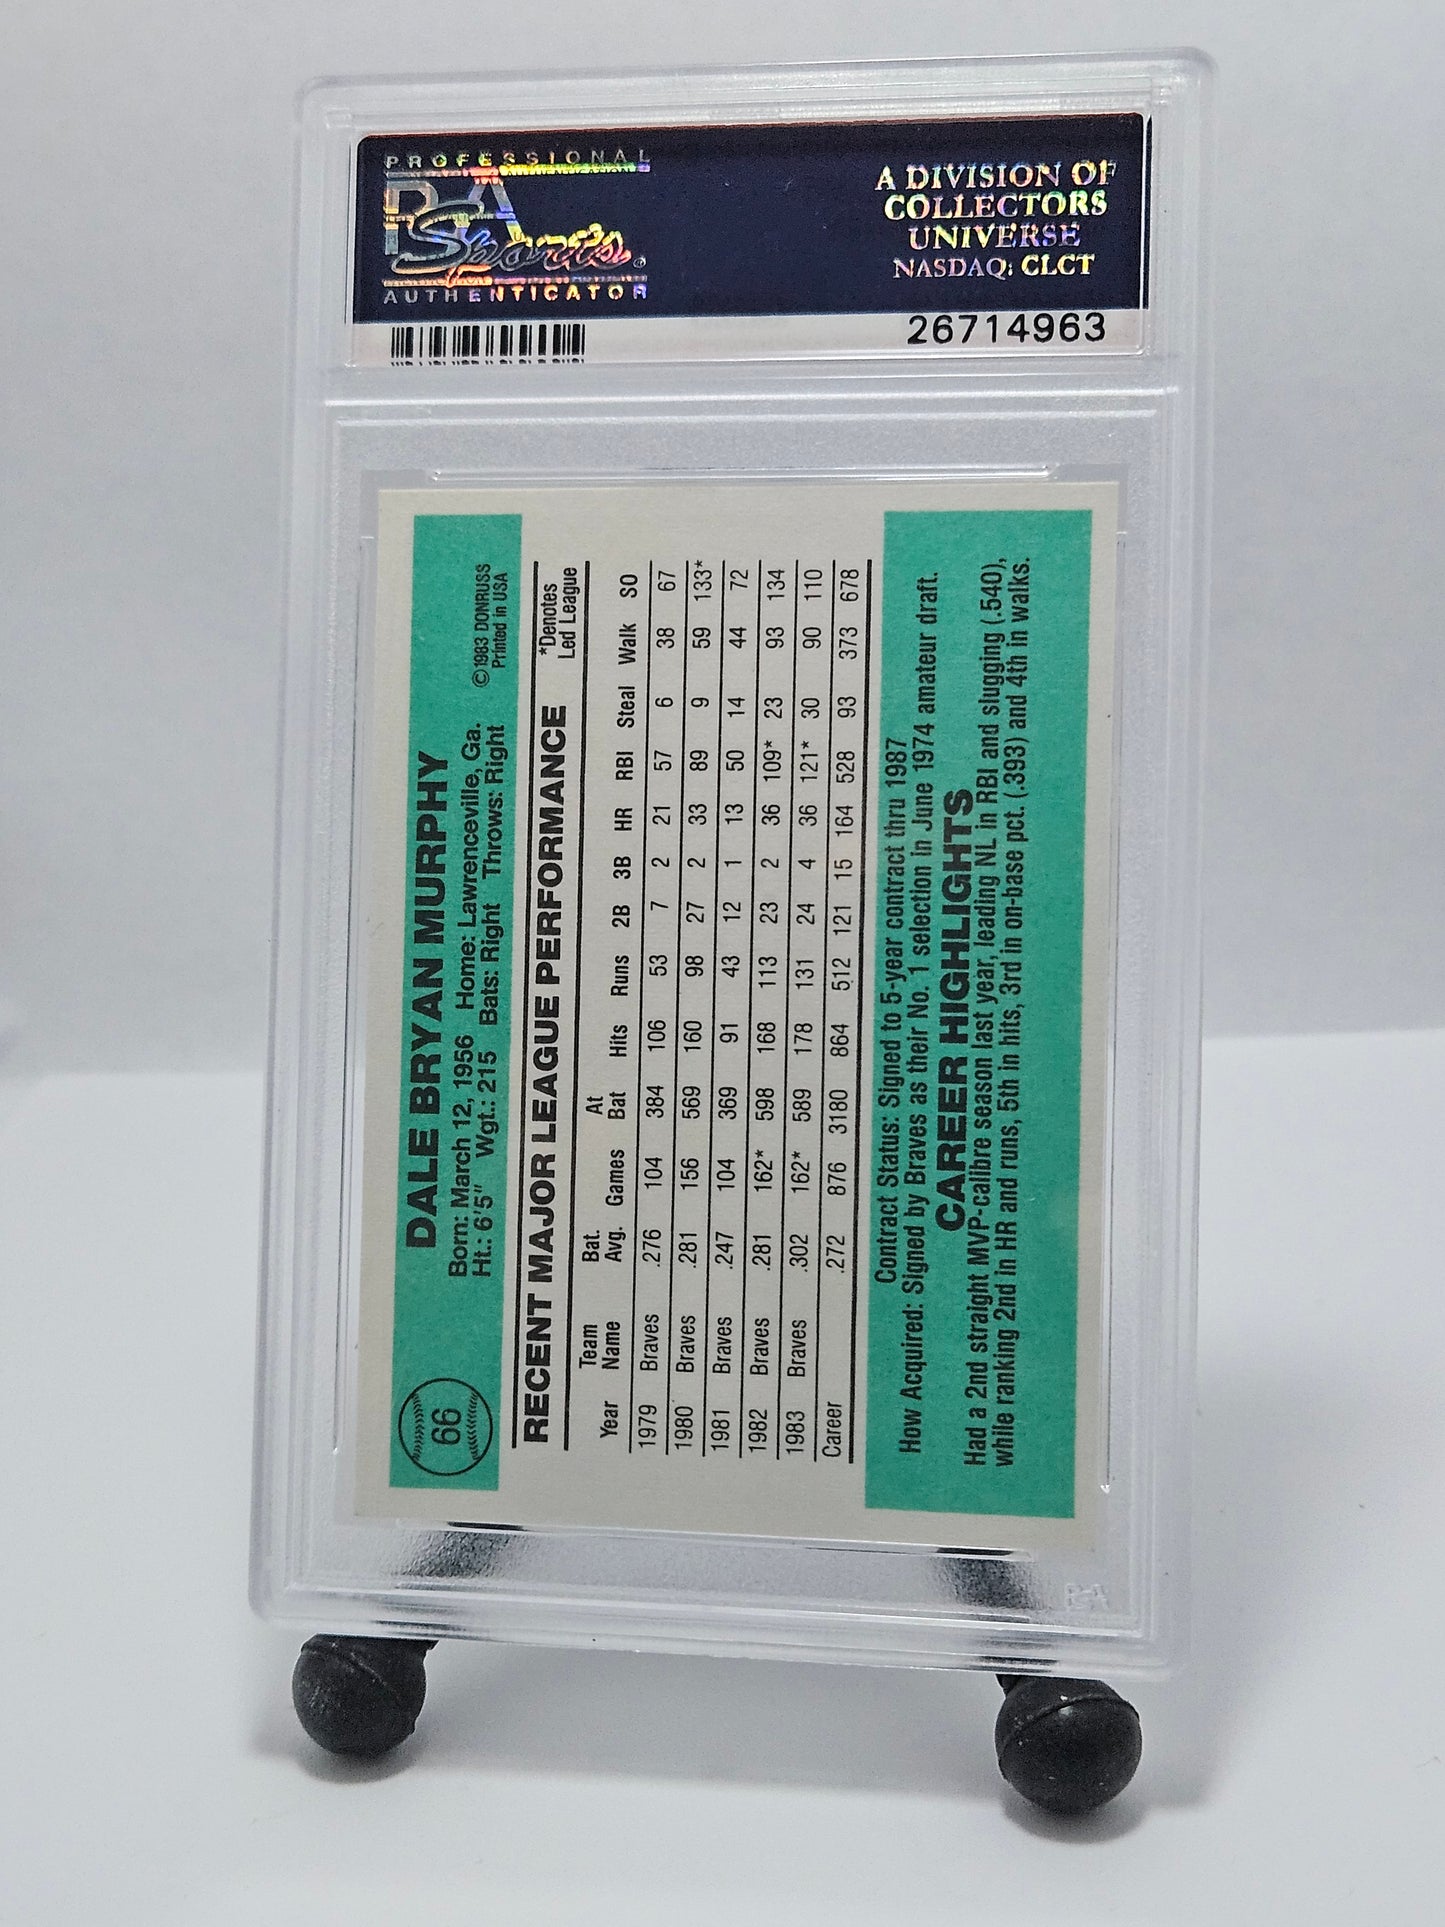 PROFESSIONAL
PSA
Sports®
AUTHENTICATOR
A DIVISION OF
COLLECTORS
UNIVERSE
NASDAQ: CLCT
26714963
66
DALE BRYAN MURPHY
Born: March 12, 1956 Home: Lawrenceville, Ga.
Ht.: 6'5" Wgt.: 215 Bats: Right Throws: Right
©1983 DONRUSS
Printed in USA
RECENT MAJOR LEAGUE PERFORMANCE
*Denotes
Led League
Year Team Name Bat. Avg. Games At Bat Hits Runs 2B 3B HR RBI Steal Walk SO
1979 Braves .276 104 384 106 53 7 2 21 57 6 38 67
1980 Braves .281 156 569 160 98 27 2 33 89 9 59 133*
1981 Braves .247 104 369 91 43 12 1 13 50 14 44 72
1982 Braves .281 162* 598 168 113 23 2 36 109* 23 93 134
1983 Braves .302 162* 589 178 131 24 4 36 121* 30 90 110
Career .272 876 3180 864 512 121 15 164 528 93 373 678
Contract Status: Signed to 5-year contract thru 1987
How Acquired: Signed by Braves as their No. 1 selection in June 1974 amateur draft.
CAREER HIGHLIGHTS
Had a 2nd straight MVP-calibre season last year, leading NL in RBI and slugging (.540),
while ranking 2nd in HR and runs, 5th in hits, 3rd in on-base pct. (.393) and 4th in walks.
PSA